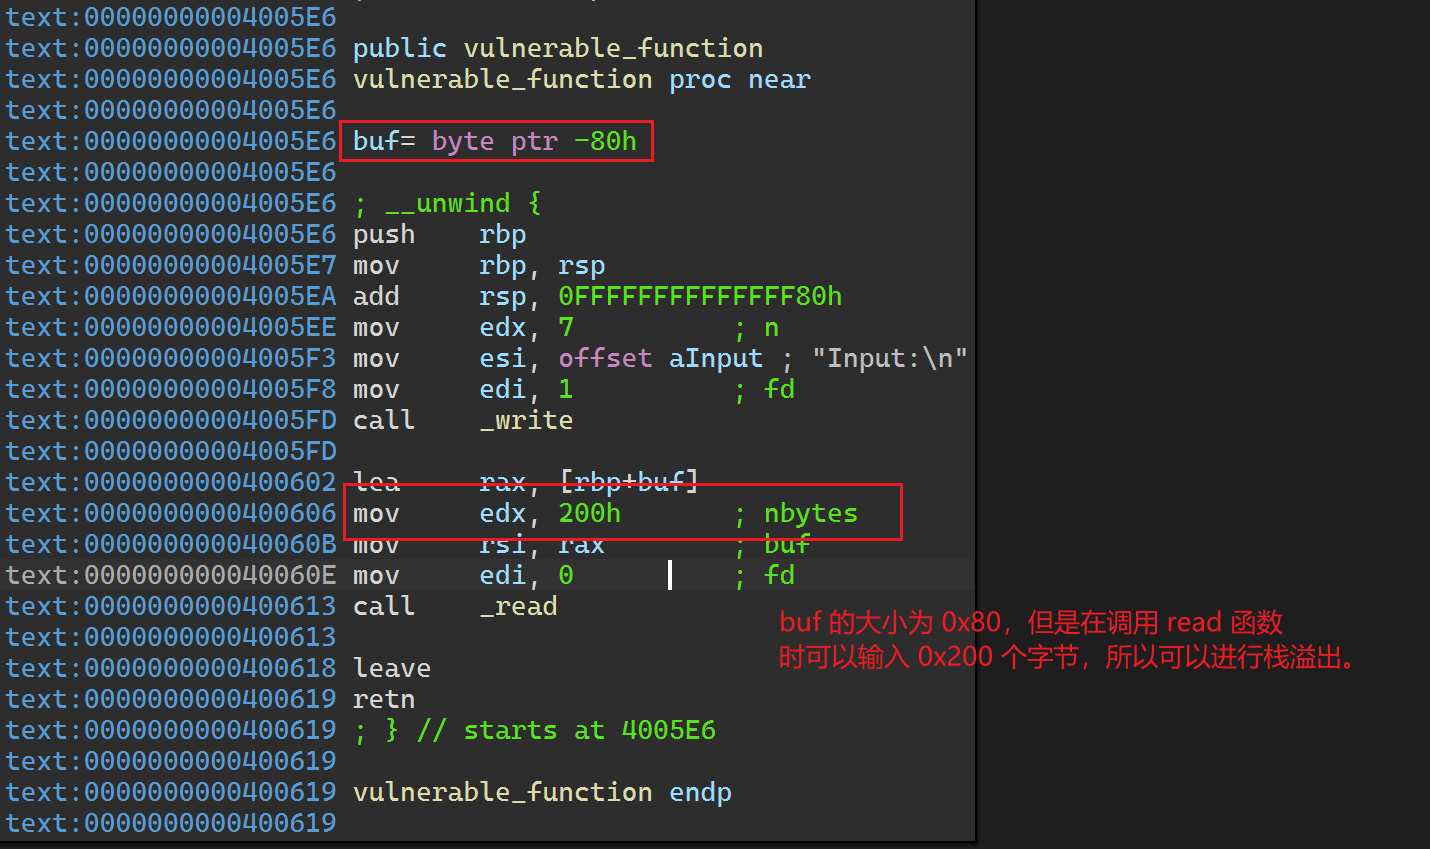 text:00000000004005E6
text:00000000004005E6 public vulnerable_function
text:00000000004005E6 vulnerable_function proc near
text:00000000004005E6
text:00000000004005E6 buf= byte ptr -80h
text:00000000004005E6
text:00000000004005E6 ; __unwind {
text:00000000004005E6 push rbp
text:00000000004005E7 mov rbp, rsp
text:00000000004005EA add rsp, 0FFFFFFFFFFFFFF80h
text:00000000004005EE mov edx, 7 ; n
text:00000000004005F3 mov esi, offset aInput ; "Input:\n"
text:00000000004005F8 mov edi, 1 ; fd
text:00000000004005FD call _write
text:00000000004005FD
text:0000000000400602 lea rax, [rbp+buf]
text:0000000000400606 mov edx, 200h ; nbytes
text:000000000040060B mov rsi, rax ; buf
text:000000000040060E mov edi, 0 ; fd
text:0000000000400613 call _read
text:0000000000400613
text:0000000000400618 leave
text:0000000000400619 retn
text:0000000000400619 ; } // starts at 4005E6
text:0000000000400619
text:0000000000400619 vulnerable_function endp
text:0000000000400619
buf 的大小为 0x80，但是在调用 read 函数
时可以输入 0x200 个字节，所以可以进行栈溢出。